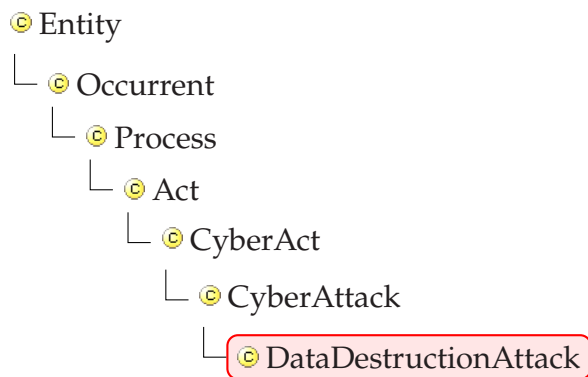 © Entity
© Occurrent
© Process
© Act
© CyberAct
© CyberAttack
© DataDestructionAttack